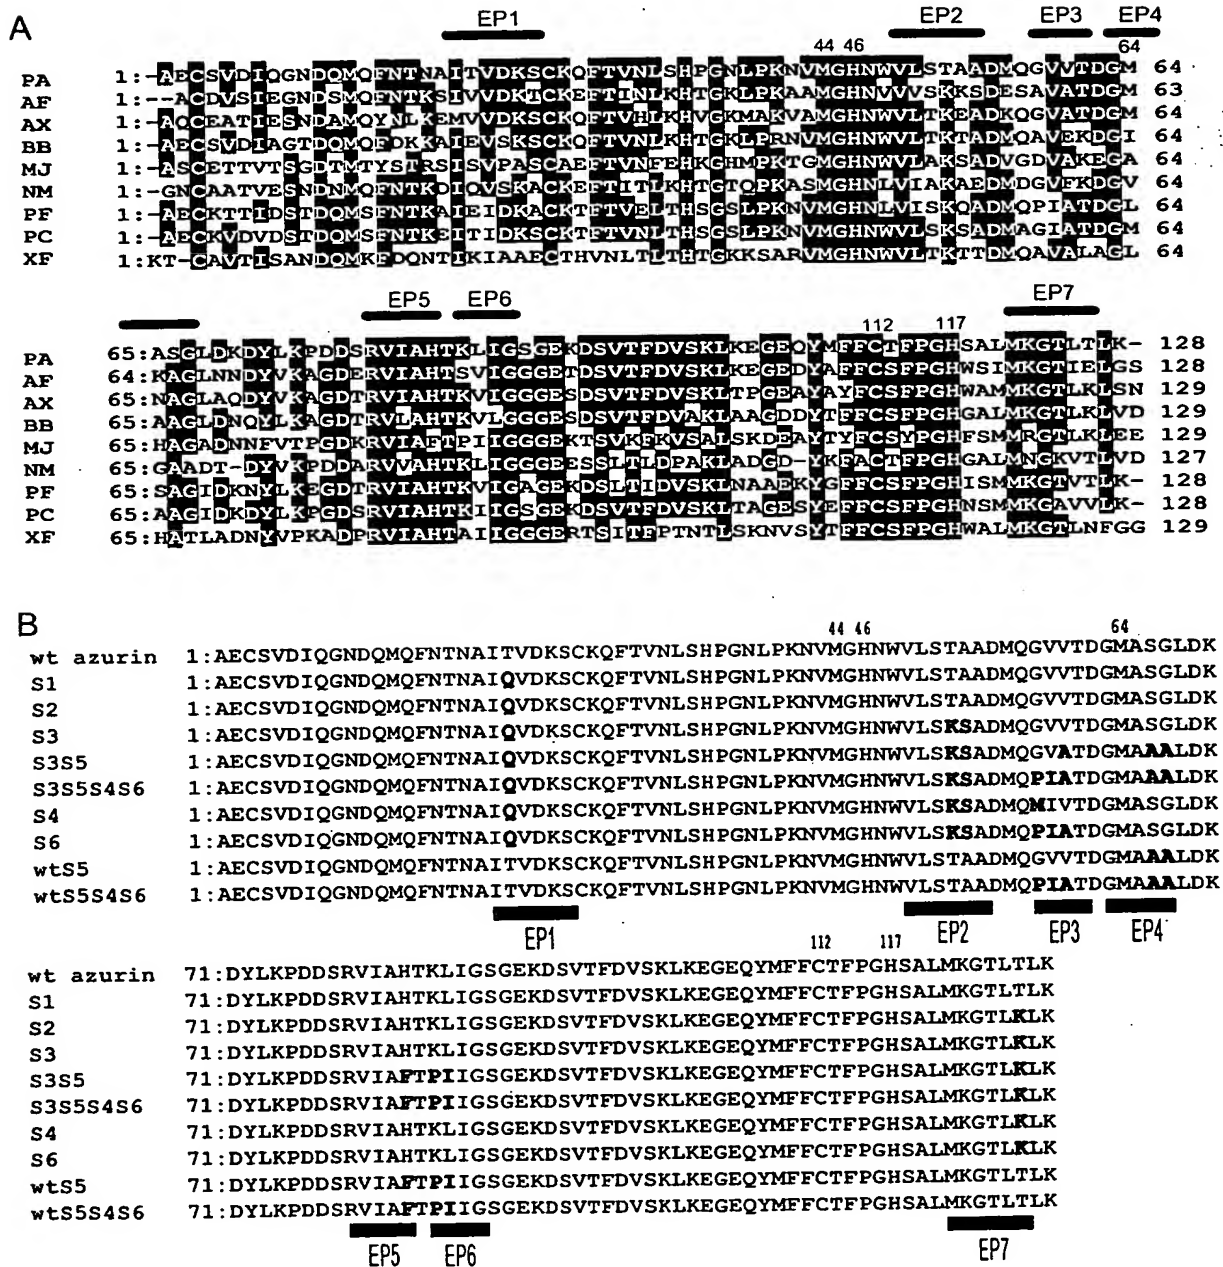 A
EP1 EP2 EP3 EP4
44 46 64
PA 1:-AECSVDIQGNDQMQFNTNAITVDKSCKQFTVNLSHPGNLPKNVMGHNWVLSTAADMQGVVTDGM 64
AF 1:--ACDVSIEGNDSMQFNTKSIVVDKTCKEFTINLKHTGKLPKAAMGHNVVVSKKSDESAVATDGM 63
AX 1:-AQCEATIESNDAMQYNLKEMVVDKSCKQFTVHLKHVGKMAKVAMGHNWVLTKEADKQGVATDGM 64
BB 1:-AECSVDIAGTDQMQFDKKAIEVSKSCKQFTVNLKHTGKLPRNVMGHNWVLTKTADMQAVEKDGI 64
MJ 1:-ASCETTVTSGDTMTYSTRSISVPASCAEFTVNFEHKGHMPKTGMGHNWVLAKSADVGDVAKEGA 64
NM 1:-GNCAATVESNDNMQFNTKDIQVSKACKEFTITLKHTGTQPKASMGHNLVIAKAEDMDGVFKDGV 64
PF 1:-AECKTTIDSTDQMSFNTKAIEIDKACKTFTVELTHSGSLPKNVMGHNLVISKQADMQPIATDGL 64
PC 1:-AECKVDVDSTDQMSFNTKEITIDKSCKTFTVNLTHSGSLPKNVMGHNWVLSKSADMAGIATDGM 64
XF 1:KT-CAVTISANDQMKFDQNTIKIAAECTHVNLTLTHTGKKSARVMGHNWVLTKTTDMQAVALAGL 64
EP5 EP6 EP7
112 117
PA 65:ASGLDKDYLKPDDSRVIAHTKLIGSGEKDSVTFDVSKLKEGEQYMFFCTFPGHSALMKGTLTLK- 128
AF 64:KAGLNNDYVKAGDERVIAHTSVIGGGETDSVTFDVSKLKEGEDYAFFCSFPGHWSIMKGTIELGS 128
AX 65:NAGLAQDYVKAGDTRVIAHTKVIGGGESDSVTFDVSKLTPGEAYAYFCSFPGHWAMMKGTLKLSN 129
BB 65:AAGLDNQYLKAGDTRVLAHTKVLGGGESDSVTFDVAKLAAGDDYTFFCSFPGHGALMKGTLKLVD 129
MJ 65:HAGADNNFVTPGDKRVIAFTPIIGGGEKTSVKFKVSALSKDEAYTYFCSYPGHFSMMRGTLKLEE 129
NM 65:GAADT-DYVKPDDARVVAHTKLIGGGEESSLTLDPAKLADGD-YKFACTFPGHGALMNGKVTLVD 127
PF 65:SAGIDKNYLKEGDTRVIAHTKVIGAGEKDSLTIDVSKLNAAEKYGFFCSFPGHISMMKGTVTLK- 128
PC 65:AAGIDKDYLKPGDSRVIAHTKIIGSGEKDSVTFDVSKLTAGESYEFFCSFPGHNSMMKGAVVLK- 128
XF 65:HATLADNYVPKADPRVIAHTAIIGGGERTSITFPTNTLSKNVSYTFFCSFPGHWALMKGTLNFGG 129
B
44 46 64
wt azurin 1:AECSVDIQGNDQMQFNTNAITVDKSCKQFTVNLSHPGNLPKNVMGHNWVLSTAADMQGVVTDGMASGLDK
S1 1:AECSVDIQGNDQMQFNTNAIQVDKSCKQFTVNLSHPGNLPKNVMGHNWVLSTAADMQGVVTDGMASGLDK
S2 1:AECSVDIQGNDQMQFNTNAIQVDKSCKQFTVNLSHPGNLPKNVMGHNWVLSTAADMQGVVTDGMASGLDK
S3 1:AECSVDIQGNDQMQFNTNAIQVDKSCKQFTVNLSHPGNLPKNVMGHNWVLSKSADMQGVVTDGMASGLDK
S3S5 1:AECSVDIQGNDQMQFNTNAIQVDKSCKQFTVNLSHPGNLPKNVMGHNWVLSKSADMQGVATDGMAAALDK
S3S5S4S6 1:AECSVDIQGNDQMQFNTNAIQVDKSCKQFTVNLSHPGNLPKNVMGHNWVLSKSADMQPIATDGMAAALDK
S4 1:AECSVDIQGNDQMQFNTNAIQVDKSCKQFTVNLSHPGNLPKNVMGHNWVLSKSADMQMIVTDGMASGLDK
S6 1:AECSVDIQGNDQMQFNTNAIQVDKSCKQFTVNLSHPGNLPKNVMGHNWVLSKSADMQPIATDGMASGLDK
wtS5 1:AECSVDIQGNDQMQFNTNAITVDKSCKQFTVNLSHPGNLPKNVMGHNWVLSTAADMQGVVTDGMAAALDK
wtS5S4S6 1:AECSVDIQGNDQMQFNTNAITVDKSCKQFTVNLSHPGNLPKNVMGHNWVLSTAADMQPIATDGMAAALDK
EP1 EP2 EP3 EP4
112 117
wt azurin 71:DYLKPDDSRVIAHTKLIGSGEKDSVTFDVSKLKEGEQYMFFCTFPGHSALMKGTLTLK
S1 71:DYLKPDDSRVIAHTKLIGSGEKDSVTFDVSKLKEGEQYMFFCTFPGHSALMKGTLTLK
S2 71:DYLKPDDSRVIAHTKLIGSGEKDSVTFDVSKLKEGEQYMFFCTFPGHSALMKGTLKLK
S3 71:DYLKPDDSRVIAHTKLIGSGEKDSVTFDVSKLKEGEQYMFFCTFPGHSALMKGTLKLK
S3S5 71:DYLKPDDSRVIAFTPIIGSGEKDSVTFDVSKLKEGEQYMFFCTFPGHSALMKGTLKLK
S3S5S4S6 71:DYLKPDDSRVIAFTPIIGSGEKDSVTFDVSKLKEGEQYMFFCTFPGHSALMKGTLKLK
S4 71:DYLKPDDSRVIAHTKLIGSGEKDSVTFDVSKLKEGEQYMFFCTFPGHSALMKGTLKLK
S6 71:DYLKPDDSRVIAHTKLIGSGEKDSVTFDVSKLKEGEQYMFFCTFPGHSALMKGTLKLK
wtS5 71:DYLKPDDSRVIAFTPIIGSGEKDSVTFDVSKLKEGEQYMFFCTFPGHSALMKGTLTLK
wtS5S4S6 71:DYLKPDDSRVIAFTPIIGSGEKDSVTFDVSKLKEGEQYMFFCTFPGHSALMKGTLTLK
EP5 EP6 EP7